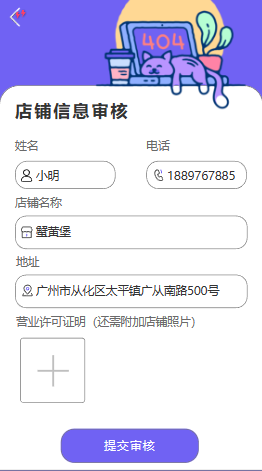 404
店铺信息审核
姓名 电话
小明 1889767885
店铺名称
蟹黄堡
地址
广州市从化区太平镇广从南路500号
营业许可证明（还需附加店铺照片）
提交审核